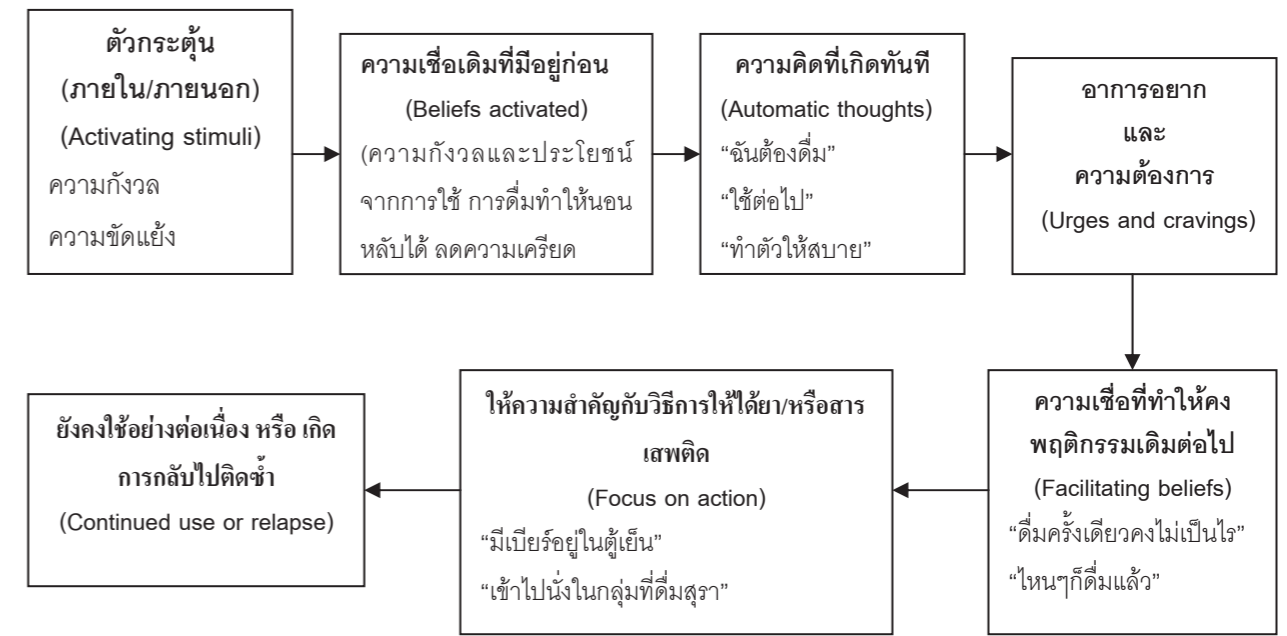 ตัวกระตุ้น
(ภายใน/ภายนอก)
(Activating stimuli)
ความกังวล
ความขัดแย้ง
ความเชื่อเดิมที่มีอยู่ก่อน
(Beliefs activated)
(ความกังวลและประโยชน์
จากการใช้ การดื่มทำให้นอน
หลับได้ ลดความเครียด
ความคิดที่เกิดทันที
(Automatic thoughts)
“ฉันต้องดื่ม”
“ใช้ต่อไป”
“ทำตัวให้สบาย”
อาการอยาก
และ
ความต้องการ
(Urges and cravings)
ความเชื่อที่ทำให้คง
พฤติกรรมเดิมต่อไป
(Facilitating beliefs)
“ดื่มครั้งเดียวคงไม่เป็นไร”
“ไหนๆก็ดื่มแล้ว”
ให้ความสำคัญกับวิธีการให้ได้ยา/หรือสาร
เสพติด
(Focus on action)
“มีเบียร์อยู่ในตู้เย็น”
“เข้าไปนั่งในกลุ่มที่ดื่มสุรา”
ยังคงใช้อย่างต่อเนื่อง หรือ เกิด
การกลับไปติดซ้ำ
(Continued use or relapse)